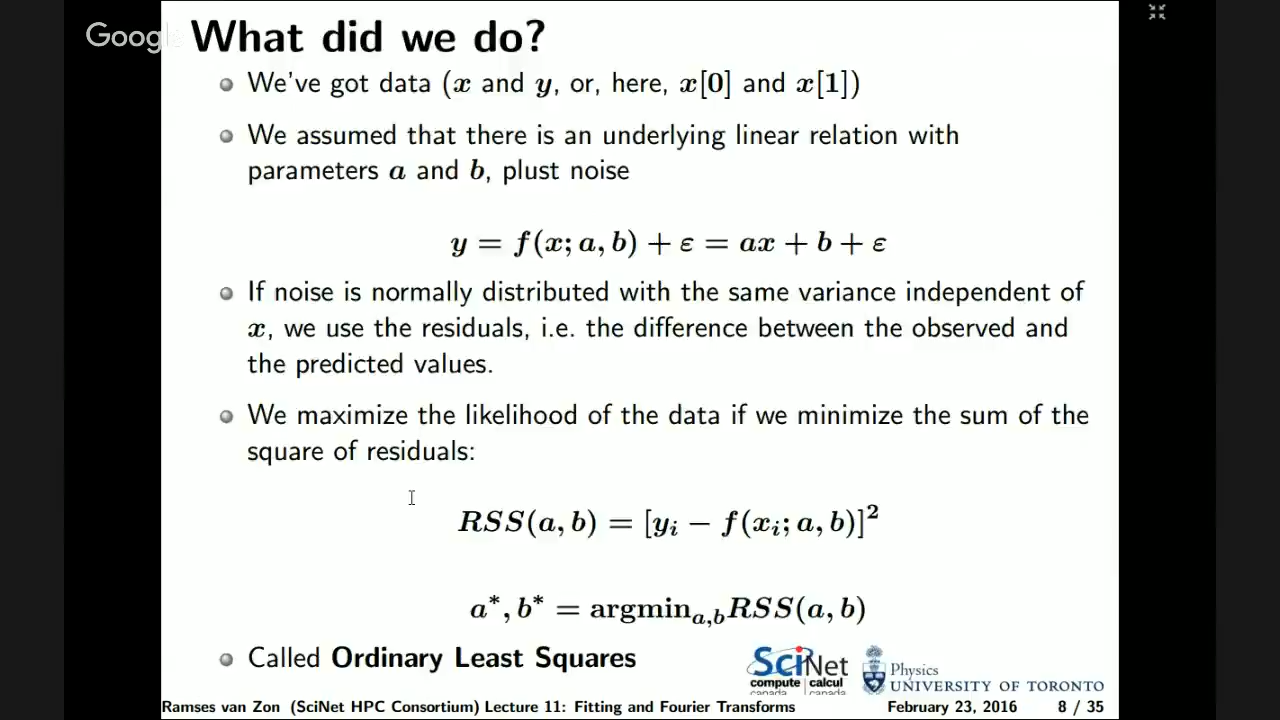 Google
What did we do?
We've got data (x and y, or, here, x[0] and x[1])
We assumed that there is an underlying linear relation with
parameters a and b, plust noise
y = f(x; a, b) + ε = ax + b + ε
If noise is normally distributed with the same variance independent of
x, we use the residuals, i.e. the difference between the observed and
the predicted values.
We maximize the likelihood of the data if we minimize the sum of the
square of residuals:
RSS(a, b) = [yᵢ − f(xᵢ; a, b)]²
a*, b* = argmin_{a,b} RSS(a, b)
Called Ordinary Least Squares
SciNet
compute | calcul
canada canada
Physics
UNIVERSITY OF TORONTO
Ramses van Zon (SciNet HPC Consortium) Lecture 11: Fitting and Fourier Transforms February 23, 2016 8 / 35